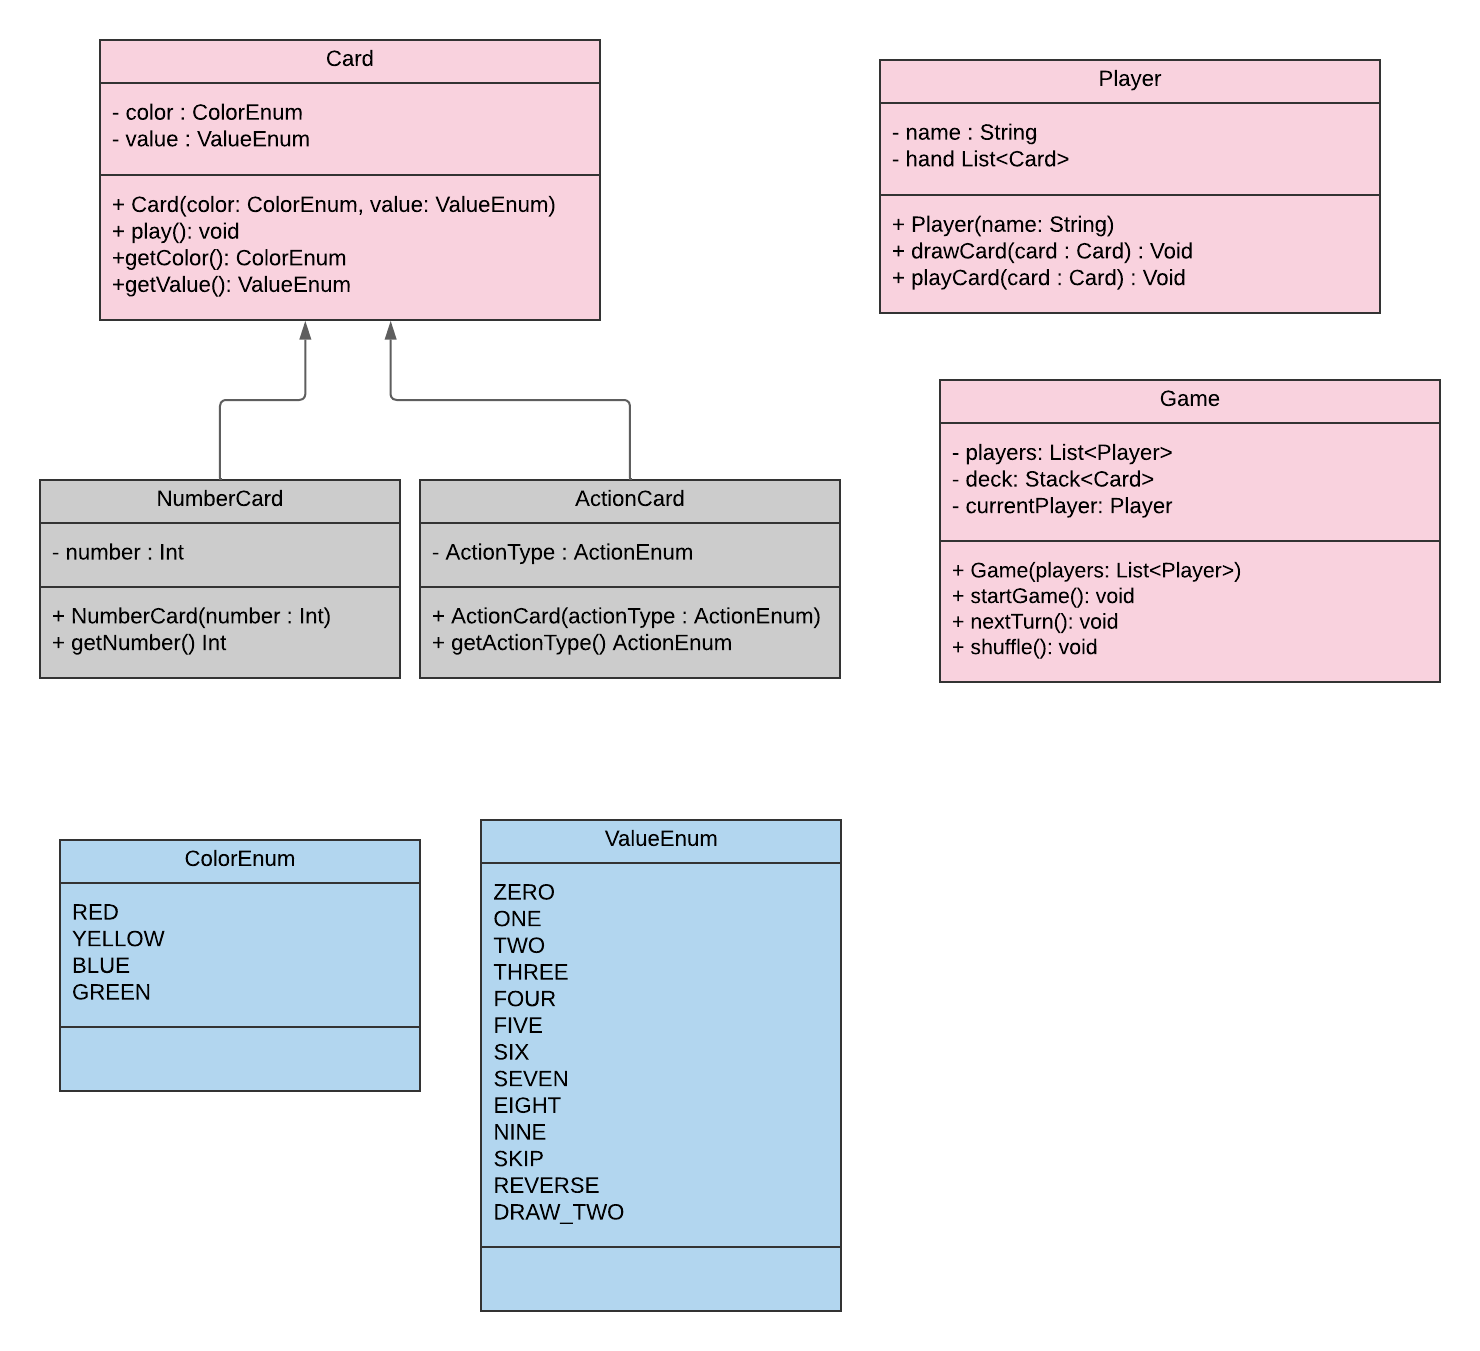 Card
- color : ColorEnum
- value : ValueEnum
+ Card(color: ColorEnum, value: ValueEnum)
+ play(): void
+getColor(): ColorEnum
+getValue(): ValueEnum
Player
- name : String
- hand List<Card>
+ Player(name: String)
+ drawCard(card : Card) : Void
+ playCard(card : Card) : Void
Game
- players: List<Player>
- deck: Stack<Card>
- currentPlayer: Player
+ Game(players: List<Player>)
+ startGame(): void
+ nextTurn(): void
+ shuffle(): void
NumberCard
- number : Int
+ NumberCard(number : Int)
+ getNumber() Int
ActionCard
- ActionType : ActionEnum
+ ActionCard(actionType : ActionEnum)
+ getActionType() ActionEnum
ColorEnum
RED
YELLOW
BLUE
GREEN
ValueEnum
ZERO
ONE
TWO
THREE
FOUR
FIVE
SIX
SEVEN
EIGHT
NINE
SKIP
REVERSE
DRAW_TWO